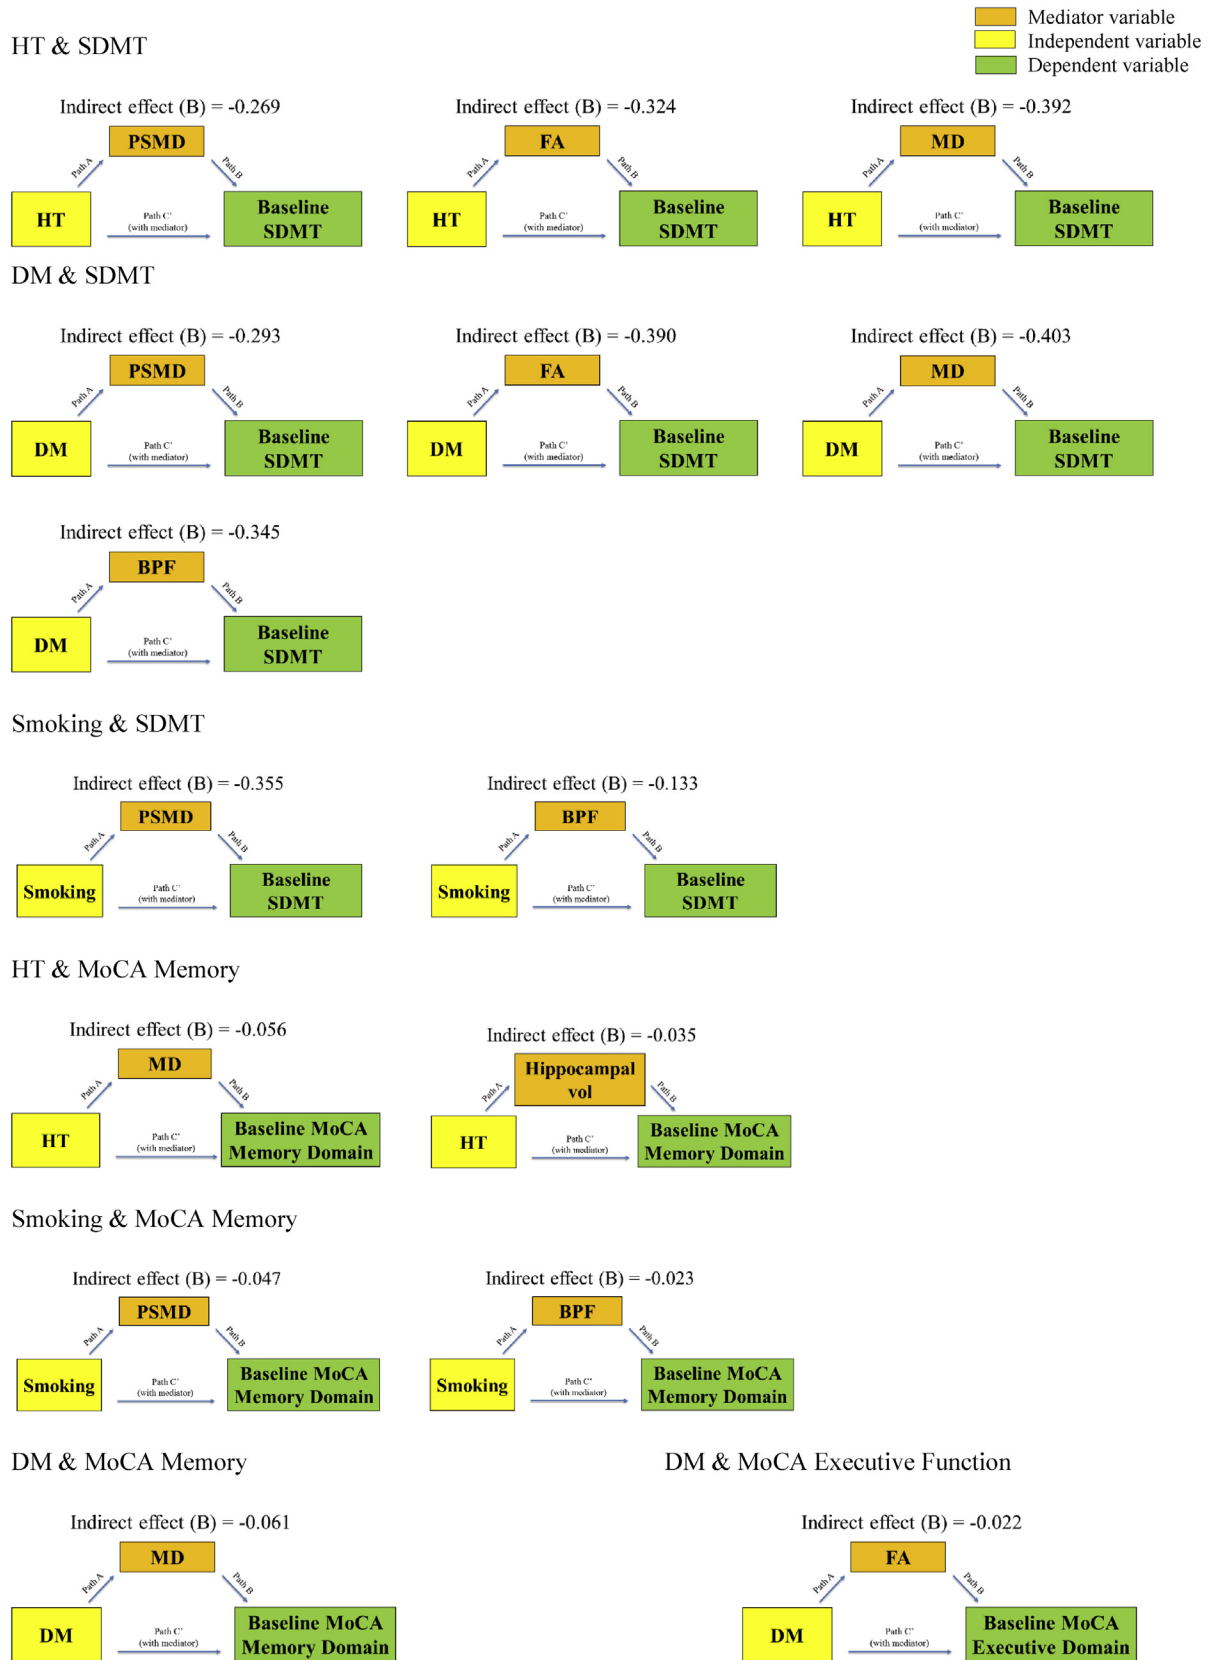 Mediator variable
Independent variable
Dependent variable
HT & SDMT
Indirect effect (B) = -0.269
PSMD
Path A
Path B
HT
Path C'
(with mediator)
Baseline
SDMT
Indirect effect (B) = -0.324
FA
Path A
Path B
HT
Path C'
(with mediator)
Baseline
SDMT
Indirect effect (B) = -0.392
MD
Path A
Path B
HT
Path C'
(with mediator)
Baseline
SDMT
DM & SDMT
Indirect effect (B) = -0.293
PSMD
Path A
Path B
DM
Path C'
(with mediator)
Baseline
SDMT
Indirect effect (B) = -0.390
FA
Path A
Path B
DM
Path C'
(with mediator)
Baseline
SDMT
Indirect effect (B) = -0.403
MD
Path A
Path B
DM
Path C'
(with mediator)
Baseline
SDMT
Indirect effect (B) = -0.345
BPF
Path A
Path B
DM
Path C'
(with mediator)
Baseline
SDMT
Smoking & SDMT
Indirect effect (B) = -0.355
PSMD
Path A
Path B
Smoking
Path C'
(with mediator)
Baseline
SDMT
Indirect effect (B) = -0.133
BPF
Path A
Path B
Smoking
Path C'
(with mediator)
Baseline
SDMT
HT & MoCA Memory
Indirect effect (B) = -0.056
MD
Path A
Path B
HT
Path C'
(with mediator)
Baseline MoCA
Memory Domain
Indirect effect (B) = -0.035
Hippocampal
vol
Path A
Path B
HT
Path C'
(with mediator)
Baseline MoCA
Memory Domain
Smoking & MoCA Memory
Indirect effect (B) = -0.047
PSMD
Path A
Path B
Smoking
Path C'
(with mediator)
Baseline MoCA
Memory Domain
Indirect effect (B) = -0.023
BPF
Path A
Path B
Smoking
Path C'
(with mediator)
Baseline MoCA
Memory Domain
DM & MoCA Memory
Indirect effect (B) = -0.061
MD
Path A
Path B
DM
Path C'
(with mediator)
Baseline MoCA
Memory Domain
DM & MoCA Executive Function
Indirect effect (B) = -0.022
FA
Path A
Path B
DM
Path C'
(with mediator)
Baseline MoCA
Executive Domain